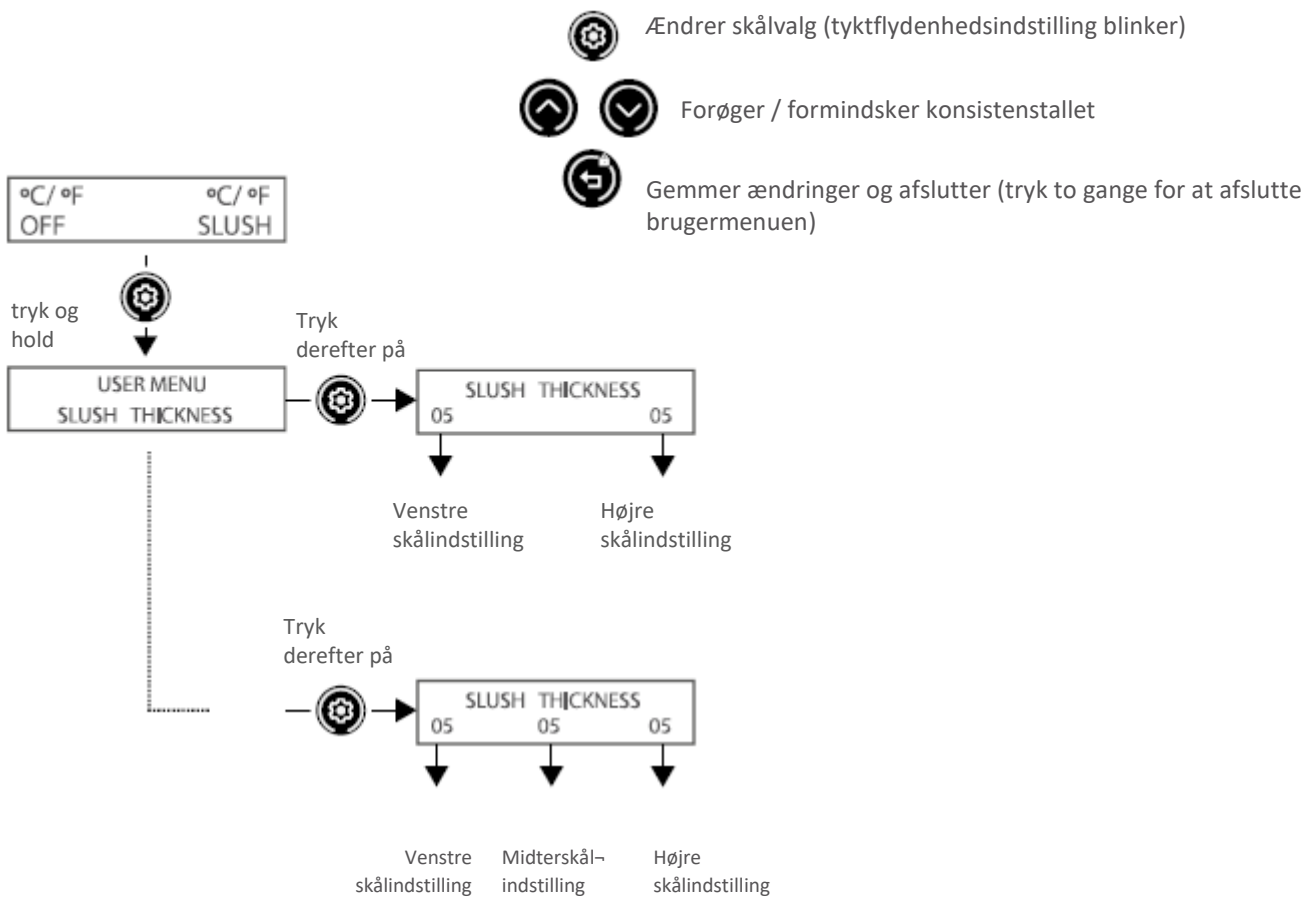 Ændrer skålvalg (tyktflydenhedsindstilling blinker)
Forøger / formindsker konsistenstallet
Gemmer ændringer og afslutter (tryk to gange for at afslutte
brugermenuen)
°C/ °F °C/ °F
OFF SLUSH
tryk og
hold
USER MENU
SLUSH THICKNESS
Tryk
derefter på
SLUSH THICKNESS
05 05
Venstre
skålindstilling
Højre
skålindstilling
Tryk
derefter på
SLUSH THICKNESS
05 05 05
Venstre
skålindstilling
Midterskål¬
indstilling
Højre
skålindstilling